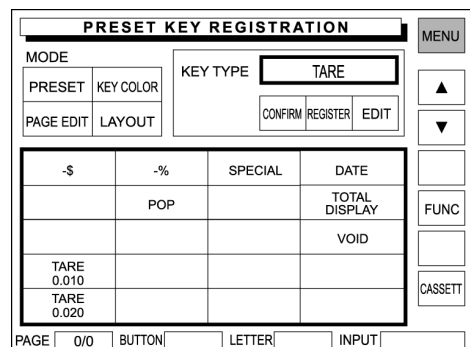 PRESET KEY REGISTRATION
MENU
MODE
PRESET KEY COLOR
PAGE EDIT LAYOUT
KEY TYPE TARE
CONFIRM REGISTER EDIT
▲
▼
-$ -% SPECIAL DATE
POP TOTAL
DISPLAY
VOID
TARE
0.010
TARE
0.020
FUNC
CASSETT
PAGE 0/0 BUTTON LETTER INPUT